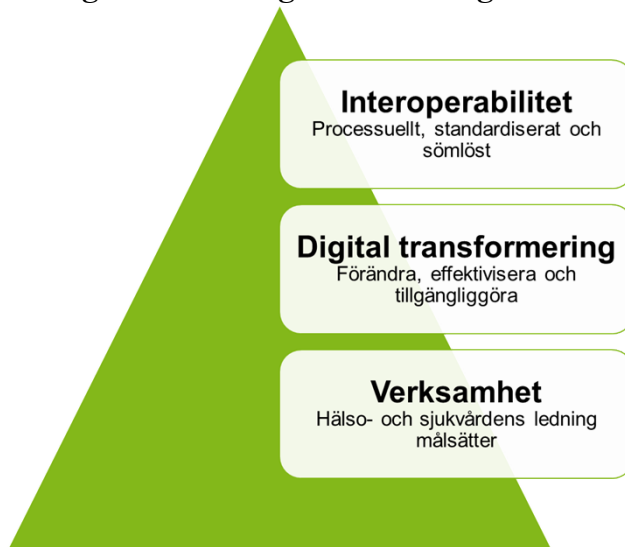 Interoperabilitet
Processuellt, standardiserat och
sömlöst
Digital transformering
Förändra, effektivisera och
tillgängliggöra
Verksamhet
Hälso- och sjukvårdens ledning
målsätter